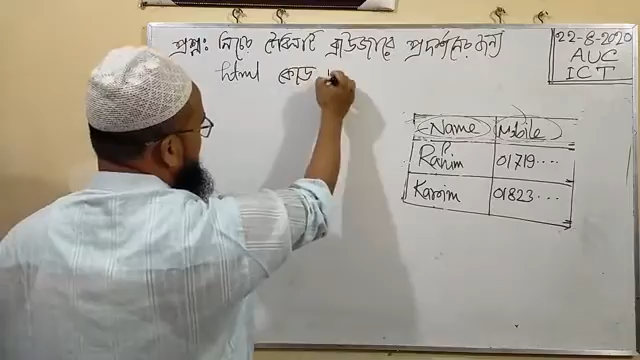 প্রশ্ন: নিচের টেবিলটি ব্রাউজারে প্রদর্শনের জন্য
html কোড
22-8-2020
AUC
ICT
Name Mobile
Rahim 01719....
Karim 01823...